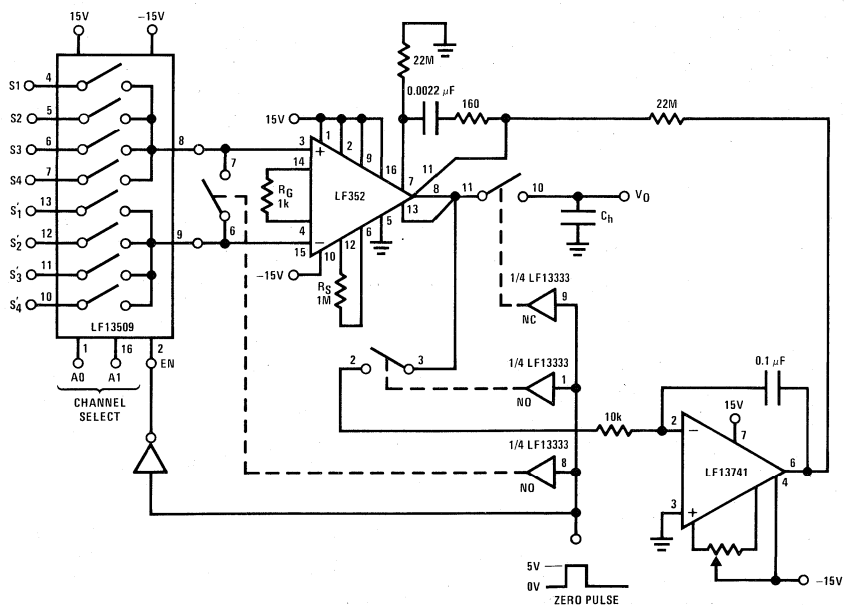 15V
-15V
S1
4
S2
5
S3
6
S4
7
S'1
13
S'2
12
S'3
11
S'4
10
8
9
LF13509
1
16
2
A0
A1
EN
CHANNEL
SELECT
7
6
22M
0.0022 μF
160
22M
15V
1
2
9
16
3
+
14
RG
1k
LF352
4
−
15
10
12
6
5
7
11
8
13
-15V
RS
1M
11
10
VO
Ch
1/4 LF13333
9
NC
2
3
1/4 LF13333
1
NO
1/4 LF13333
8
NO
10k
0.1 μF
15V
2
−
7
LF13741
6
4
3
+
-15V
5V
0V
ZERO PULSE